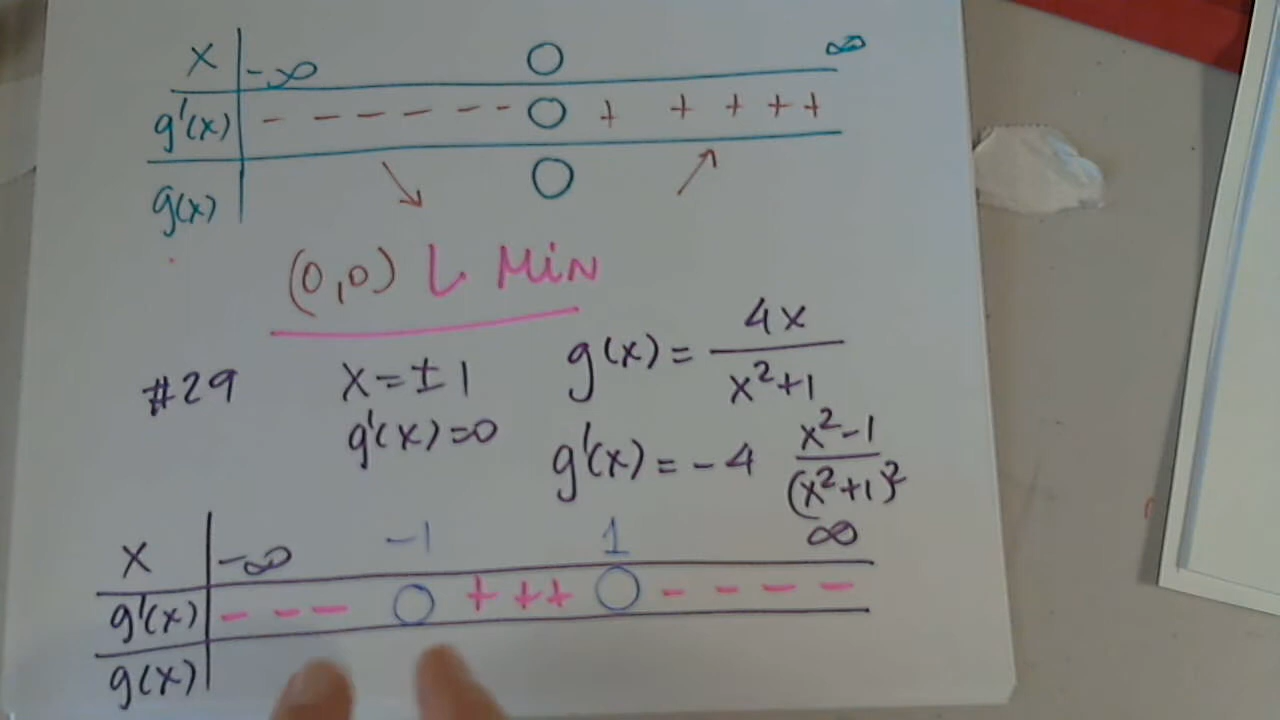 x -∞ 0 ∞
g'(x) - - - - - - 0 + + + + +
g(x) ↘ 0 ↗
(0,0) L Min
#29 x = ± 1 g(x) = 4x / x²+1
g'(x) = 0 g'(x) = - 4 x²-1 / (x²+1)²
x -∞ -1 1 ∞
g'(x) - - - 0 + + + 0 - - - -
g(x)